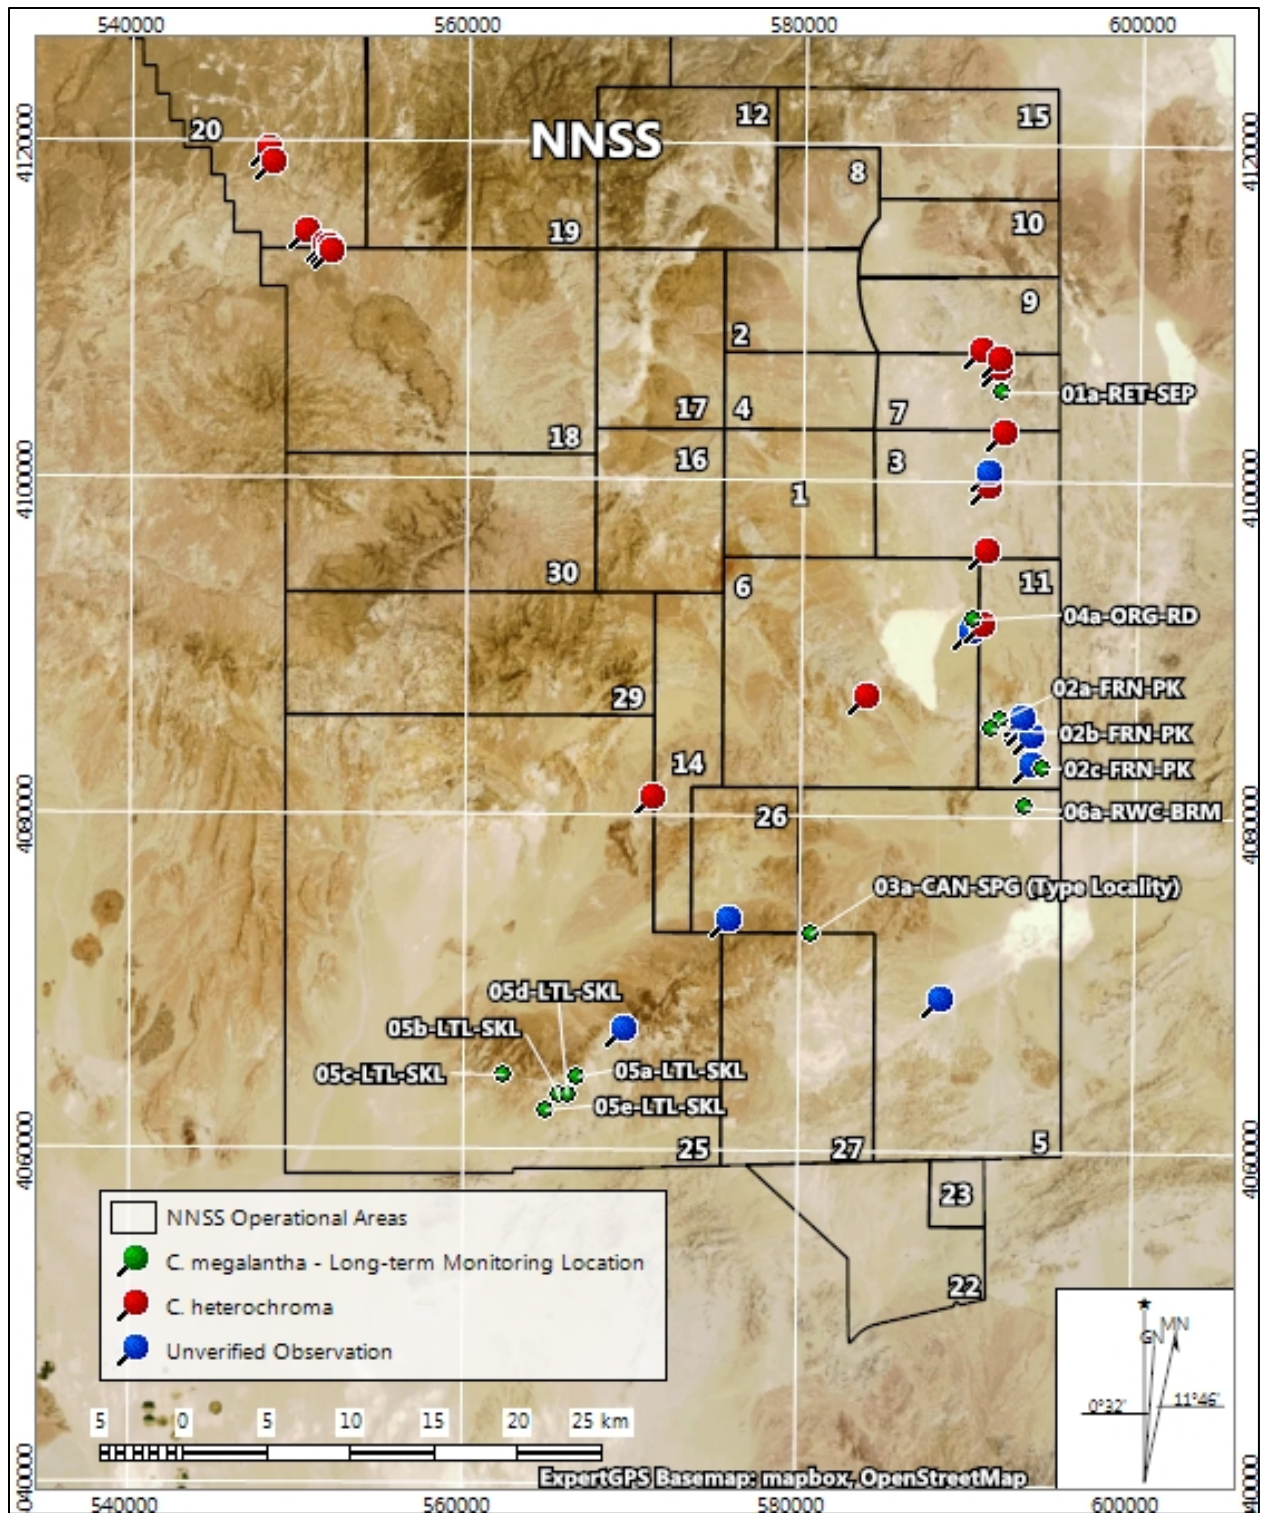 540000 560000 580000 600000
NNSS
12 15
20
4120000 4120000
8
10
19
9
2
01a-RET-SEP
17 4 7
18
16 3
4100000 4100000
1
30
6 11
04a-ORG-RD
29
02a-FRN-PK
02b-FRN-PK
14
02c-FRN-PK
26
06a-RWC-BRM
4080000 4080000
03a-CAN-SPG (Type Locality)
05d-LTL-SKL
05b-LTL-SKL
05c-LTL-SKL
05a-LTL-SKL
05e-LTL-SKL
25 27 5
4060000 4060000
23
22
NNSS Operational Areas
C. megalantha - Long-term Monitoring Location
C. heterochroma
Unverified Observation
MN
GN
0°32' 11°46'
5 0 5 10 15 20 25 km
ExpertGPS Basemap: mapbox, OpenStreetMap
540000 560000 580000 600000